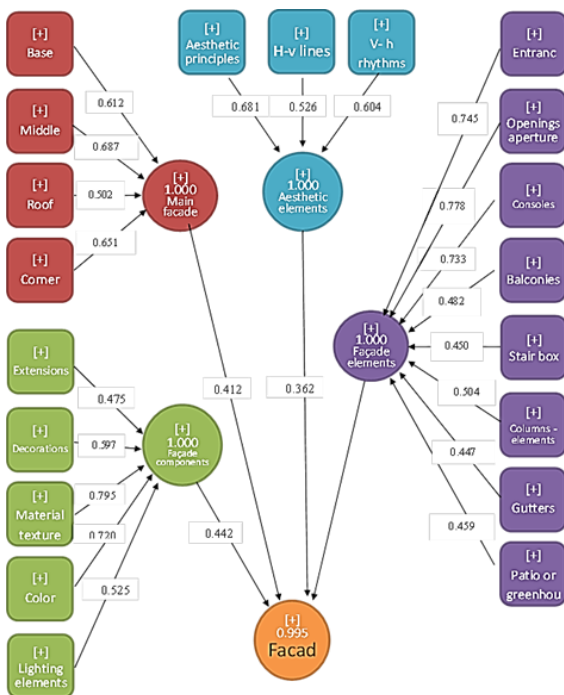 [+]
Base
[+]
Middle
[+]
Roof
[+]
Corner
0.612
0.687
0.502
0.651
[+]
1.000
Main
facade
[+]
Aesthetic
principles
[+]
H-v lines
[+]
V- h
rhythms
0.681
0.526
0.604
[+]
1.000
Aesthetic
elements
[+]
Entranc
[+]
Openings
aperture
[+]
Consoles
[+]
Balconies
[+]
Stair box
[+]
Columns -
elements
[+]
Gutters
[+]
Patio or
greenhou
0.745
0.778
0.733
0.482
0.450
0.504
0.447
0.459
[+]
1.000
Façade
elements
[+]
Extensions
[+]
Decorations
[+]
Material
texture
[+]
Color
[+]
Lighting
elements
0.475
0.597
0.795
0.720
0.525
[+]
1.000
Façade
components
0.412
0.362
0.442
[+]
0.995
Facad